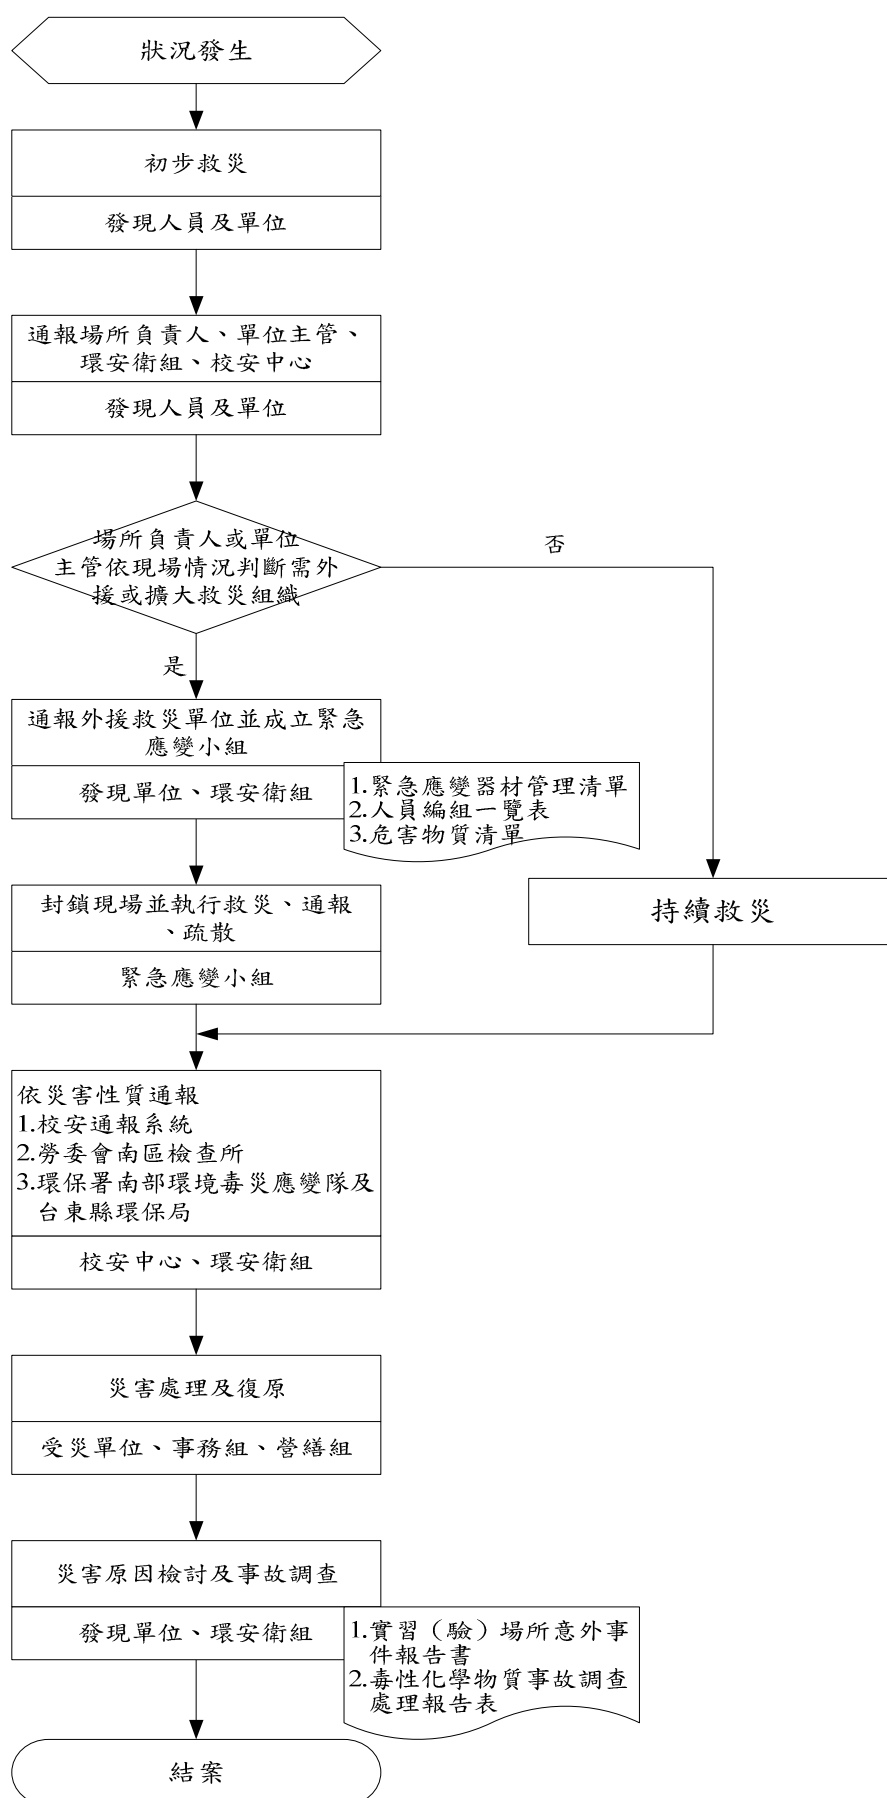 狀況發生
初步救災
發現人員及單位
通報場所負責人、單位主管、
環安衛組、校安中心
發現人員及單位
場所負責人或單位
主管依現場情況判斷需外
援或擴大救災組織
否
是
通報外援救災單位並成立緊急
應變小組
發現單位、環安衛組
1.緊急應變器材管理清單
2.人員編組一覽表
3.危害物質清單
封鎖現場並執行救災、通報
、疏散
緊急應變小組
持續救災
依災害性質通報
1.校安通報系統
2.勞委會南區檢查所
3.環保署南部環境毒災應變隊及
台東縣環保局
校安中心、環安衛組
災害處理及復原
受災單位、事務組、營繕組
災害原因檢討及事故調查
發現單位、環安衛組
1.實習（驗）場所意外事
件報告書
2.毒性化學物質事故調查
處理報告表
結案